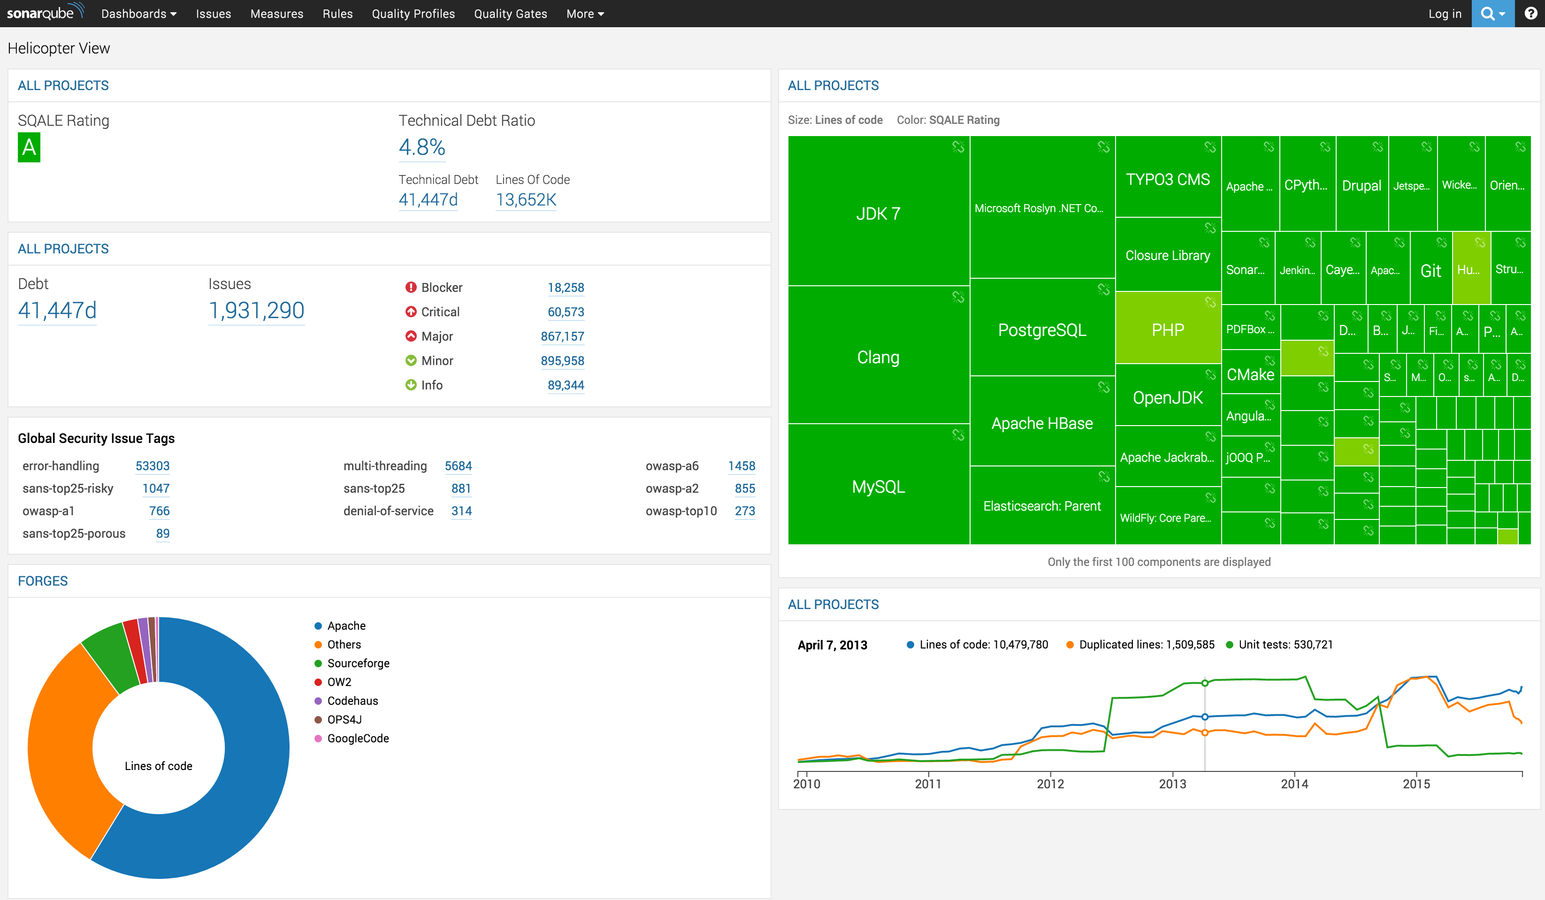 sonarqube Dashboards Issues Measures Rules Quality Profiles Quality Gates More Log in
Helicopter View
ALL PROJECTS
SQALE Rating
A
Technical Debt Ratio
4.8%
Technical Debt Lines Of Code
41,447d 13,652K
ALL PROJECTS
Debt Issues
41,447d 1,931,290
Blocker 18,258
Critical 60,573
Major 867,157
Minor 895,958
Info 89,344
Global Security Issue Tags
error-handling 53303 multi-threading 5684 owasp-a6 1458
sans-top25-risky 1047 sans-top25 881 owasp-a2 855
owasp-a1 766 denial-of-service 314 owasp-top10 273
sans-top25-porous 89
FORGES
Lines of code
Apache
Others
Sourceforge
OW2
Codehaus
OPS4J
GoogleCode
ALL PROJECTS
Size: Lines of code Color: SQALE Rating
JDK 7
Clang
MySQL
Microsoft Roslyn .NET Co...
PostgreSQL
Apache HBase
Elasticsearch: Parent
TYPO3 CMS
Closure Library
PHP
OpenJDK
Apache Jackrab...
WildFly: Core Pare...
Apache ... CPyth... Drupal Jetspe... Wicke... Orien...
Sonar... Jenkin... Caye... Apac... Git Hu... Stru...
PDFBox ...
CMake
Angula...
jOOQ P...
D... B... J... Fi... A... P... A...
S... M... O... s... A... D...
Only the first 100 components are displayed
ALL PROJECTS
April 7, 2013 Lines of code: 10,479,780 Duplicated lines: 1,509,585 Unit tests: 530,721
2010 2011 2012 2013 2014 2015